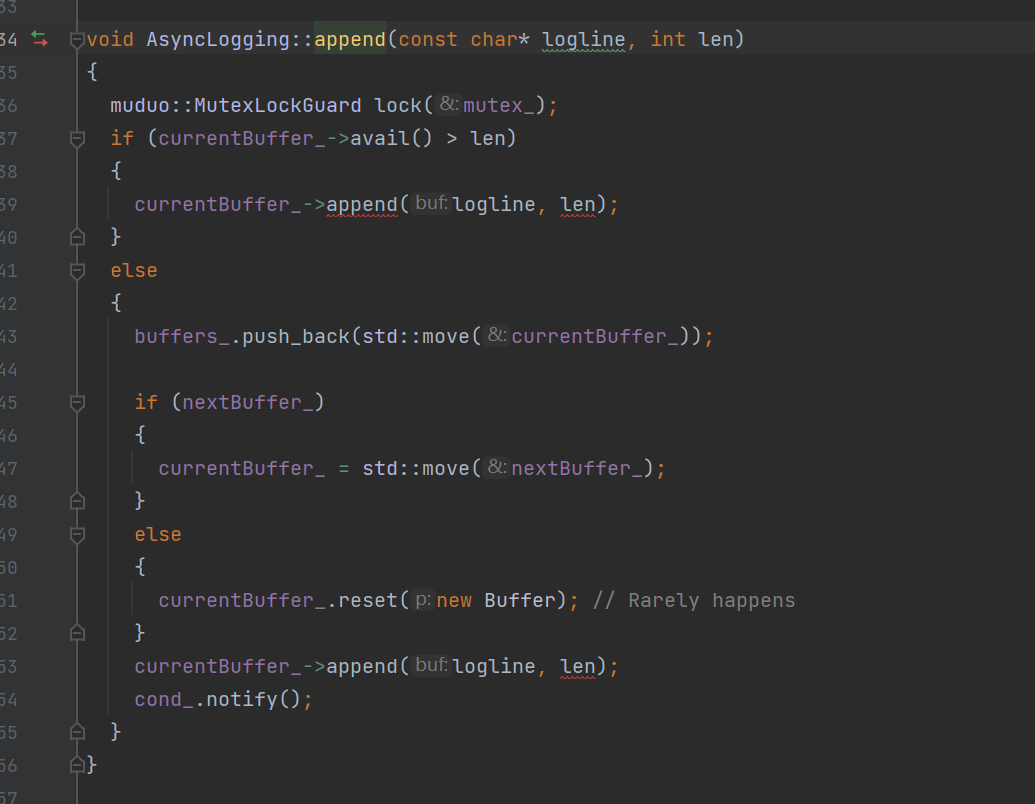 33
34 void AsyncLogging::append(const char* logline, int len)
35 {
36 muduo::MutexLockGuard lock( &: mutex_);
37 if (currentBuffer_->avail() > len)
38 {
39 currentBuffer_->append( buf: logline, len);
40 }
41 else
42 {
43 buffers_.push_back(std::move( &: currentBuffer_));
44
45 if (nextBuffer_)
46 {
47 currentBuffer_ = std::move( &: nextBuffer_);
48 }
49 else
50 {
51 currentBuffer_.reset( p: new Buffer); // Rarely happens
52 }
53 currentBuffer_->append( buf: logline, len);
54 cond_.notify();
55 }
56 }
57